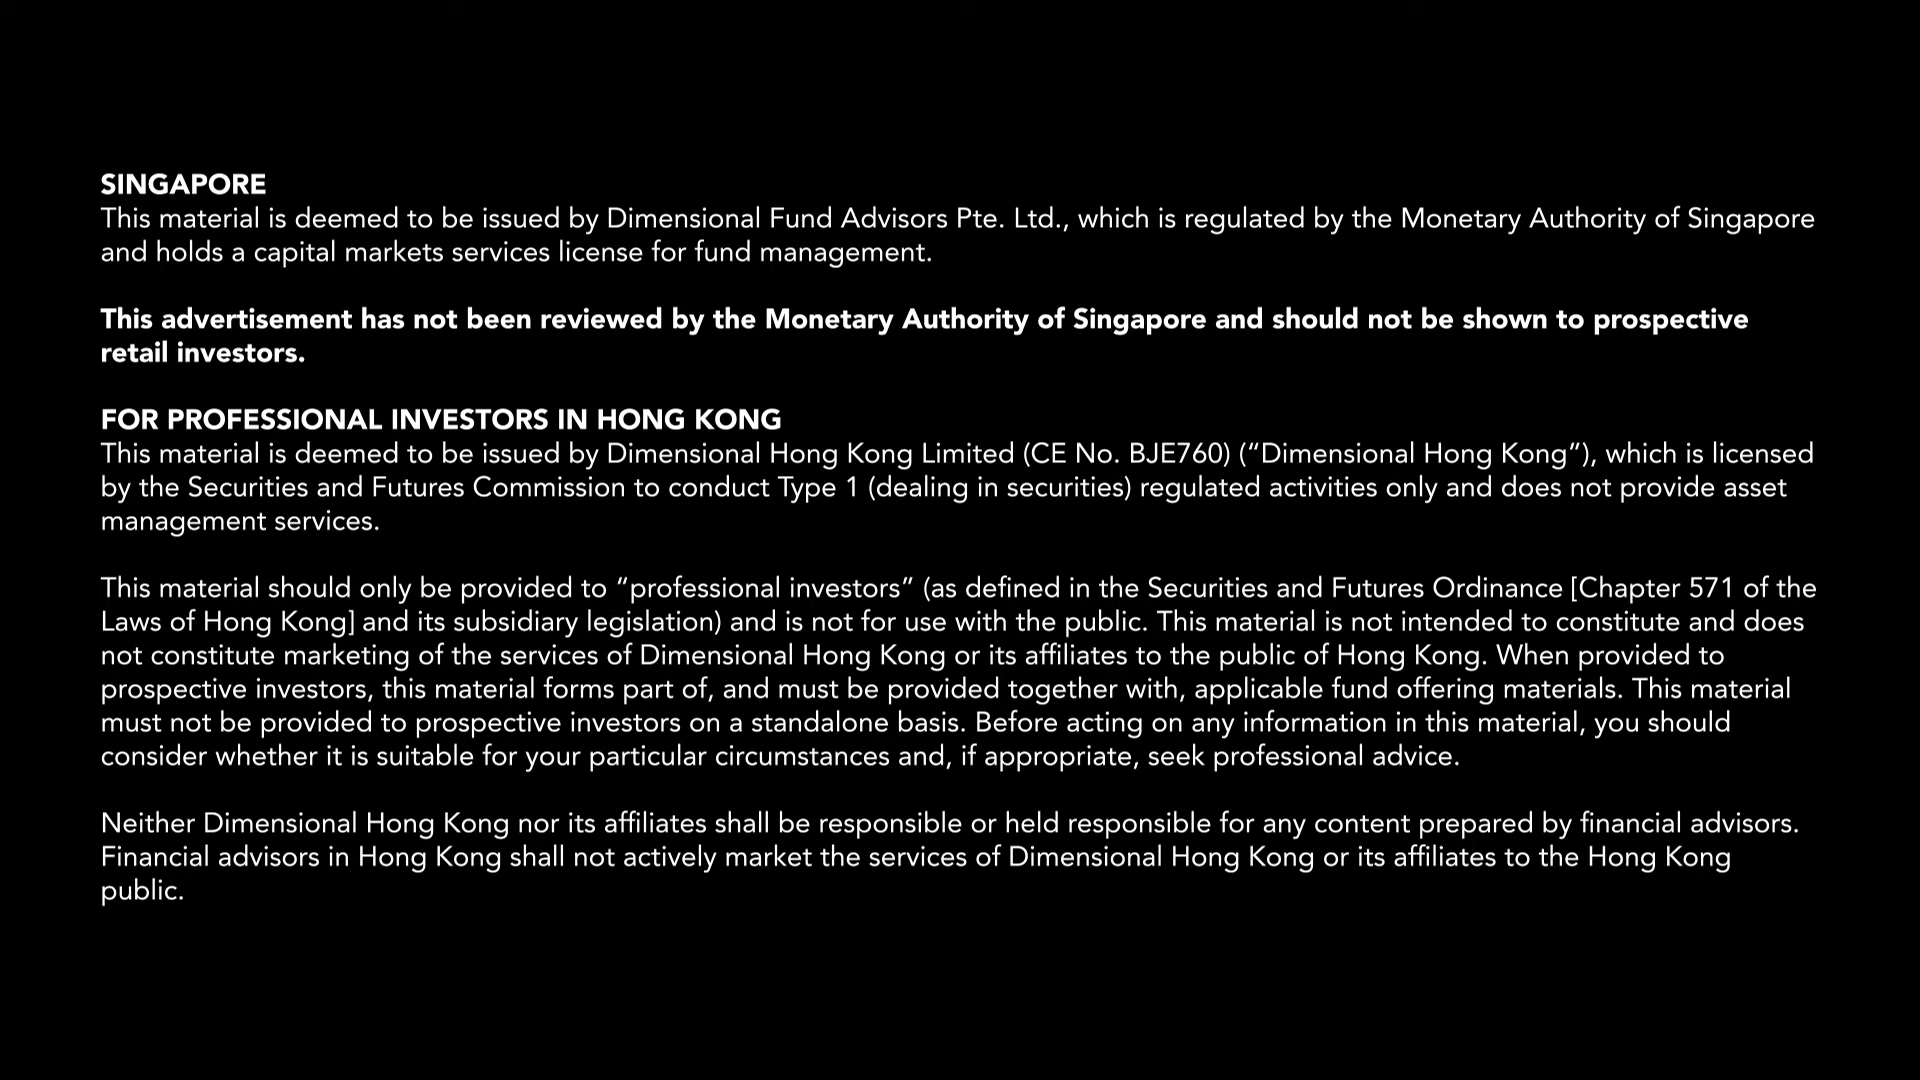 SINGAPORE
This material is deemed to be issued by Dimensional Fund Advisors Pte. Ltd., which is regulated by the Monetary Authority of Singapore
and holds a capital markets services license for fund management.
This advertisement has not been reviewed by the Monetary Authority of Singapore and should not be shown to prospective
retail investors.
FOR PROFESSIONAL INVESTORS IN HONG KONG
This material is deemed to be issued by Dimensional Hong Kong Limited (CE No. BJE760) (“Dimensional Hong Kong”), which is licensed
by the Securities and Futures Commission to conduct Type 1 (dealing in securities) regulated activities only and does not provide asset
management services.
This material should only be provided to “professional investors” (as defined in the Securities and Futures Ordinance [Chapter 571 of the
Laws of Hong Kong] and its subsidiary legislation) and is not for use with the public. This material is not intended to constitute and does
not constitute marketing of the services of Dimensional Hong Kong or its affiliates to the public of Hong Kong. When provided to
prospective investors, this material forms part of, and must be provided together with, applicable fund offering materials. This material
must not be provided to prospective investors on a standalone basis. Before acting on any information in this material, you should
consider whether it is suitable for your particular circumstances and, if appropriate, seek professional advice.
Neither Dimensional Hong Kong nor its affiliates shall be responsible or held responsible for any content prepared by financial advisors.
Financial advisors in Hong Kong shall not actively market the services of Dimensional Hong Kong or its affiliates to the Hong Kong
public.